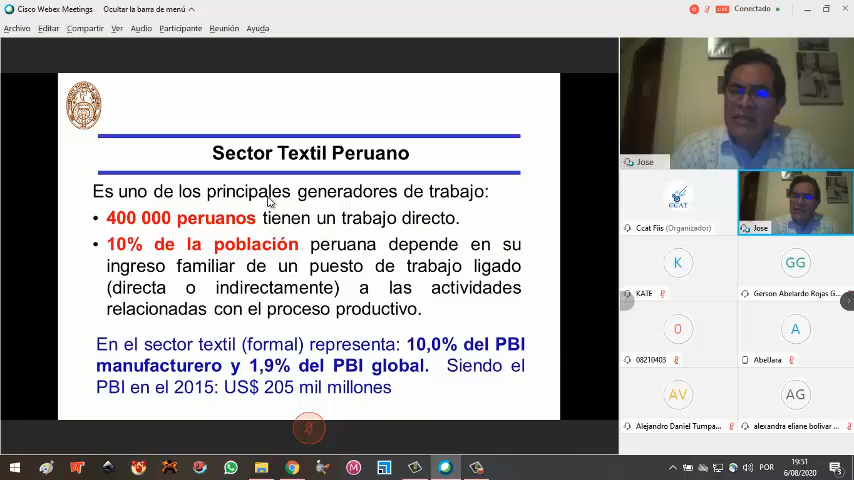 Cisco Webex Meetings
Ocultar la barra de menú
Conectado
Archivo Editar Compartir Ver Audio Participante Reunión Ayuda
LIVE
Sector Textil Peruano
Es uno de los principales generadores de trabajo:
• 400 000 peruanos tienen un trabajo directo.
• 10% de la población peruana depende en su
ingreso familiar de un puesto de trabajo ligado
(directa o indirectamente) a las actividades
relacionadas con el proceso productivo.
En el sector textil (formal) representa: 10,0% del PBI
manufacturero y 1,9% del PBI global. Siendo el
PBI en el 2015: US$ 205 mil millones
Jose
CCAT
Ccat Fiis (Organizador)
Jose
K
KATE
GG
Gerson Abelardo Rojas G...
0
08210403
A
AbelJara
AV
Alejandro Daniel Tumpa...
AG
alexandra eliane bolivar ...
POR
19:51
6/08/2020
3